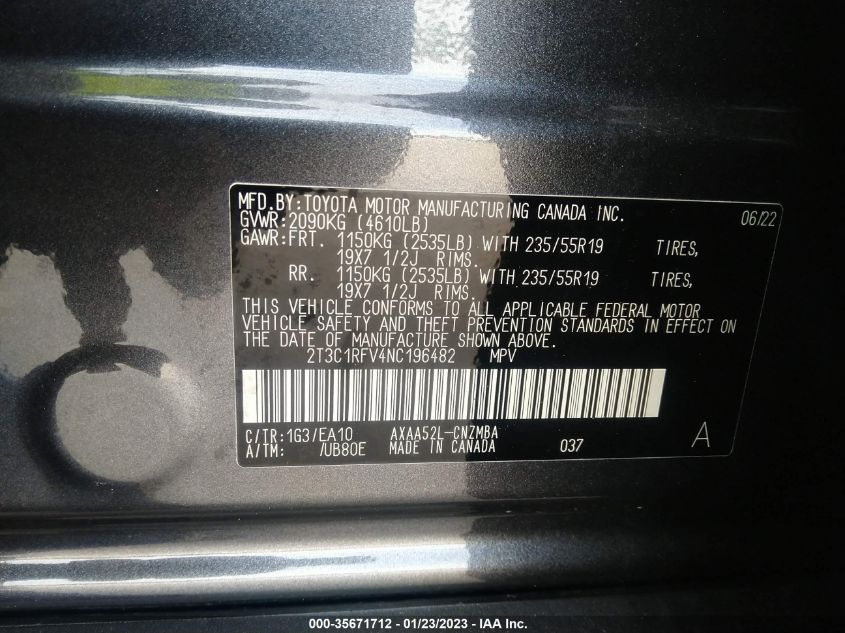 MFD.BY:TOYOTA MOTOR MANUFACTURING CANADA INC. 06/22
GVWR:2090KG (4610LB)
GAWR:FRT. 1150KG (2535LB) WITH 235/55R19 TIRES,
19X7 1/2J RIMS.
RR. 1150KG (2535LB) WITH 235/55R19 TIRES,
19X7 1/2J RIMS.
THIS VEHICLE CONFORMS TO ALL APPLICABLE FEDERAL MOTOR
VEHICLE SAFETY AND THEFT PREVENTION STANDARDS IN EFFECT ON
THE DATE OF MANUFACTURE SHOWN ABOVE.
2T3C1RFV4NC196482 MPV
C/TR:1G3/EA10 AXAA52L-CNZMBA
A/TM: /UB80E MADE IN CANADA 037 A
000-35671712 - 01/23/2023 - IAA Inc.